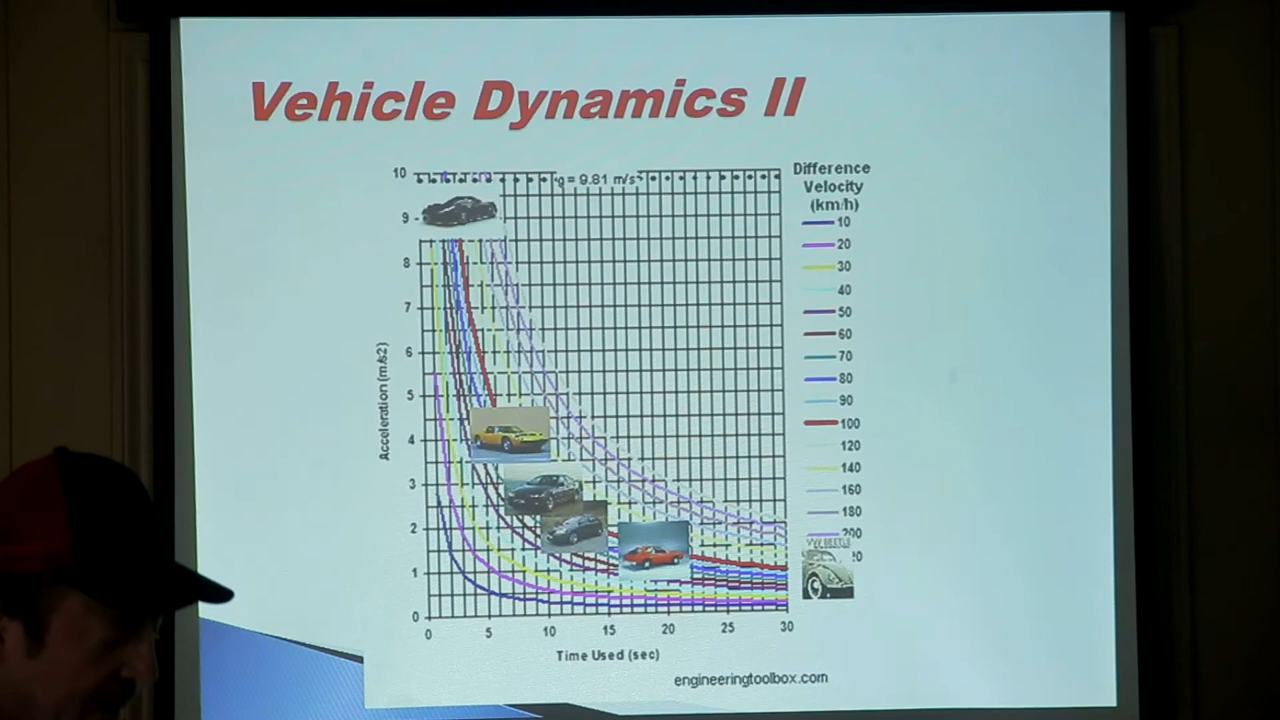 Vehicle Dynamics II
g = 9.81 m/s²
Difference
Velocity
(km/h)
10
20
30
40
50
60
70
80
90
100
120
140
160
180
200
VW BEETLE
Acceleration (m/s2)
10
9
8
7
6
5
4
3
2
1
0
0 5 10 15 20 25 30
Time Used (sec)
engineeringtoolbox.com